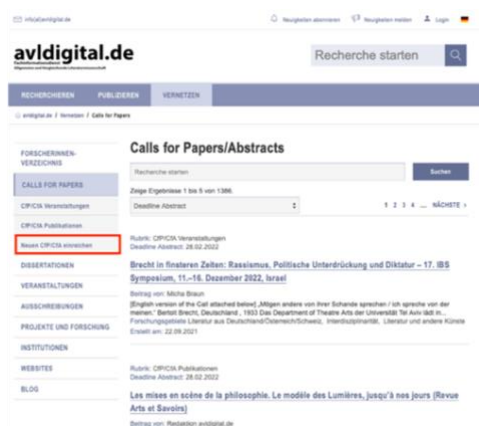 info(at)avldigital.de
Neuigkeiten abonnieren Neuigkeiten melden Login
avldigital.de
Fachinformationsdienst
Allgemeine und Vergleichende Literaturwissenschaft
Recherche starten
RECHERCHIEREN PUBLIZIEREN VERNETZEN
avldigital.de / Vernetzen / Calls for Papers
FORSCHERINNEN-
VERZEICHNIS
CALLS FOR PAPERS
CfP/CfA Veranstaltungen
CfP/CfA Publikationen
Neuen CfP/CfA einreichen
DISSERTATIONEN
VERANSTALTUNGEN
AUSSCHREIBUNGEN
PROJEKTE UND FORSCHUNG
INSTITUTIONEN
WEBSITES
BLOG
Calls for Papers/Abstracts
Recherche starten Suchen
Zeige Ergebnisse 1 bis 5 von 1386.
Deadline Abstract 1 2 3 4 ... NÄCHSTE ›
Rubrik: CfP/CfA Veranstaltungen
Deadline Abstract: 28.02.2022
Brecht in finsteren Zeiten: Rassismus, Politische Unterdrückung und Diktatur – 17. IBS
Symposium, 11.–16. Dezember 2022, Israel
Beitrag von: Micha Braun
[English version of the Call attached below] „Mögen andere von ihrer Schande sprechen / ich spreche von der
meinen.“ Bertolt Brecht, Deutschland , 1933 Das Department of Theatre Arts der Universität Tel Aviv lädt in...
Forschungsgebiete Literatur aus Deutschland/Österreich/Schweiz, Interdisziplinarität, Literatur und andere Künste
Erstellt am: 22.09.2021
Rubrik: CfP/CfA Publikationen
Deadline Abstract: 28.02.2022
Les mises en scène de la philosophie. Le modèle des Lumières, jusqu'à nos jours (Revue
Arts et Savoirs)
Beitrag von: Redaktion avldigital.de